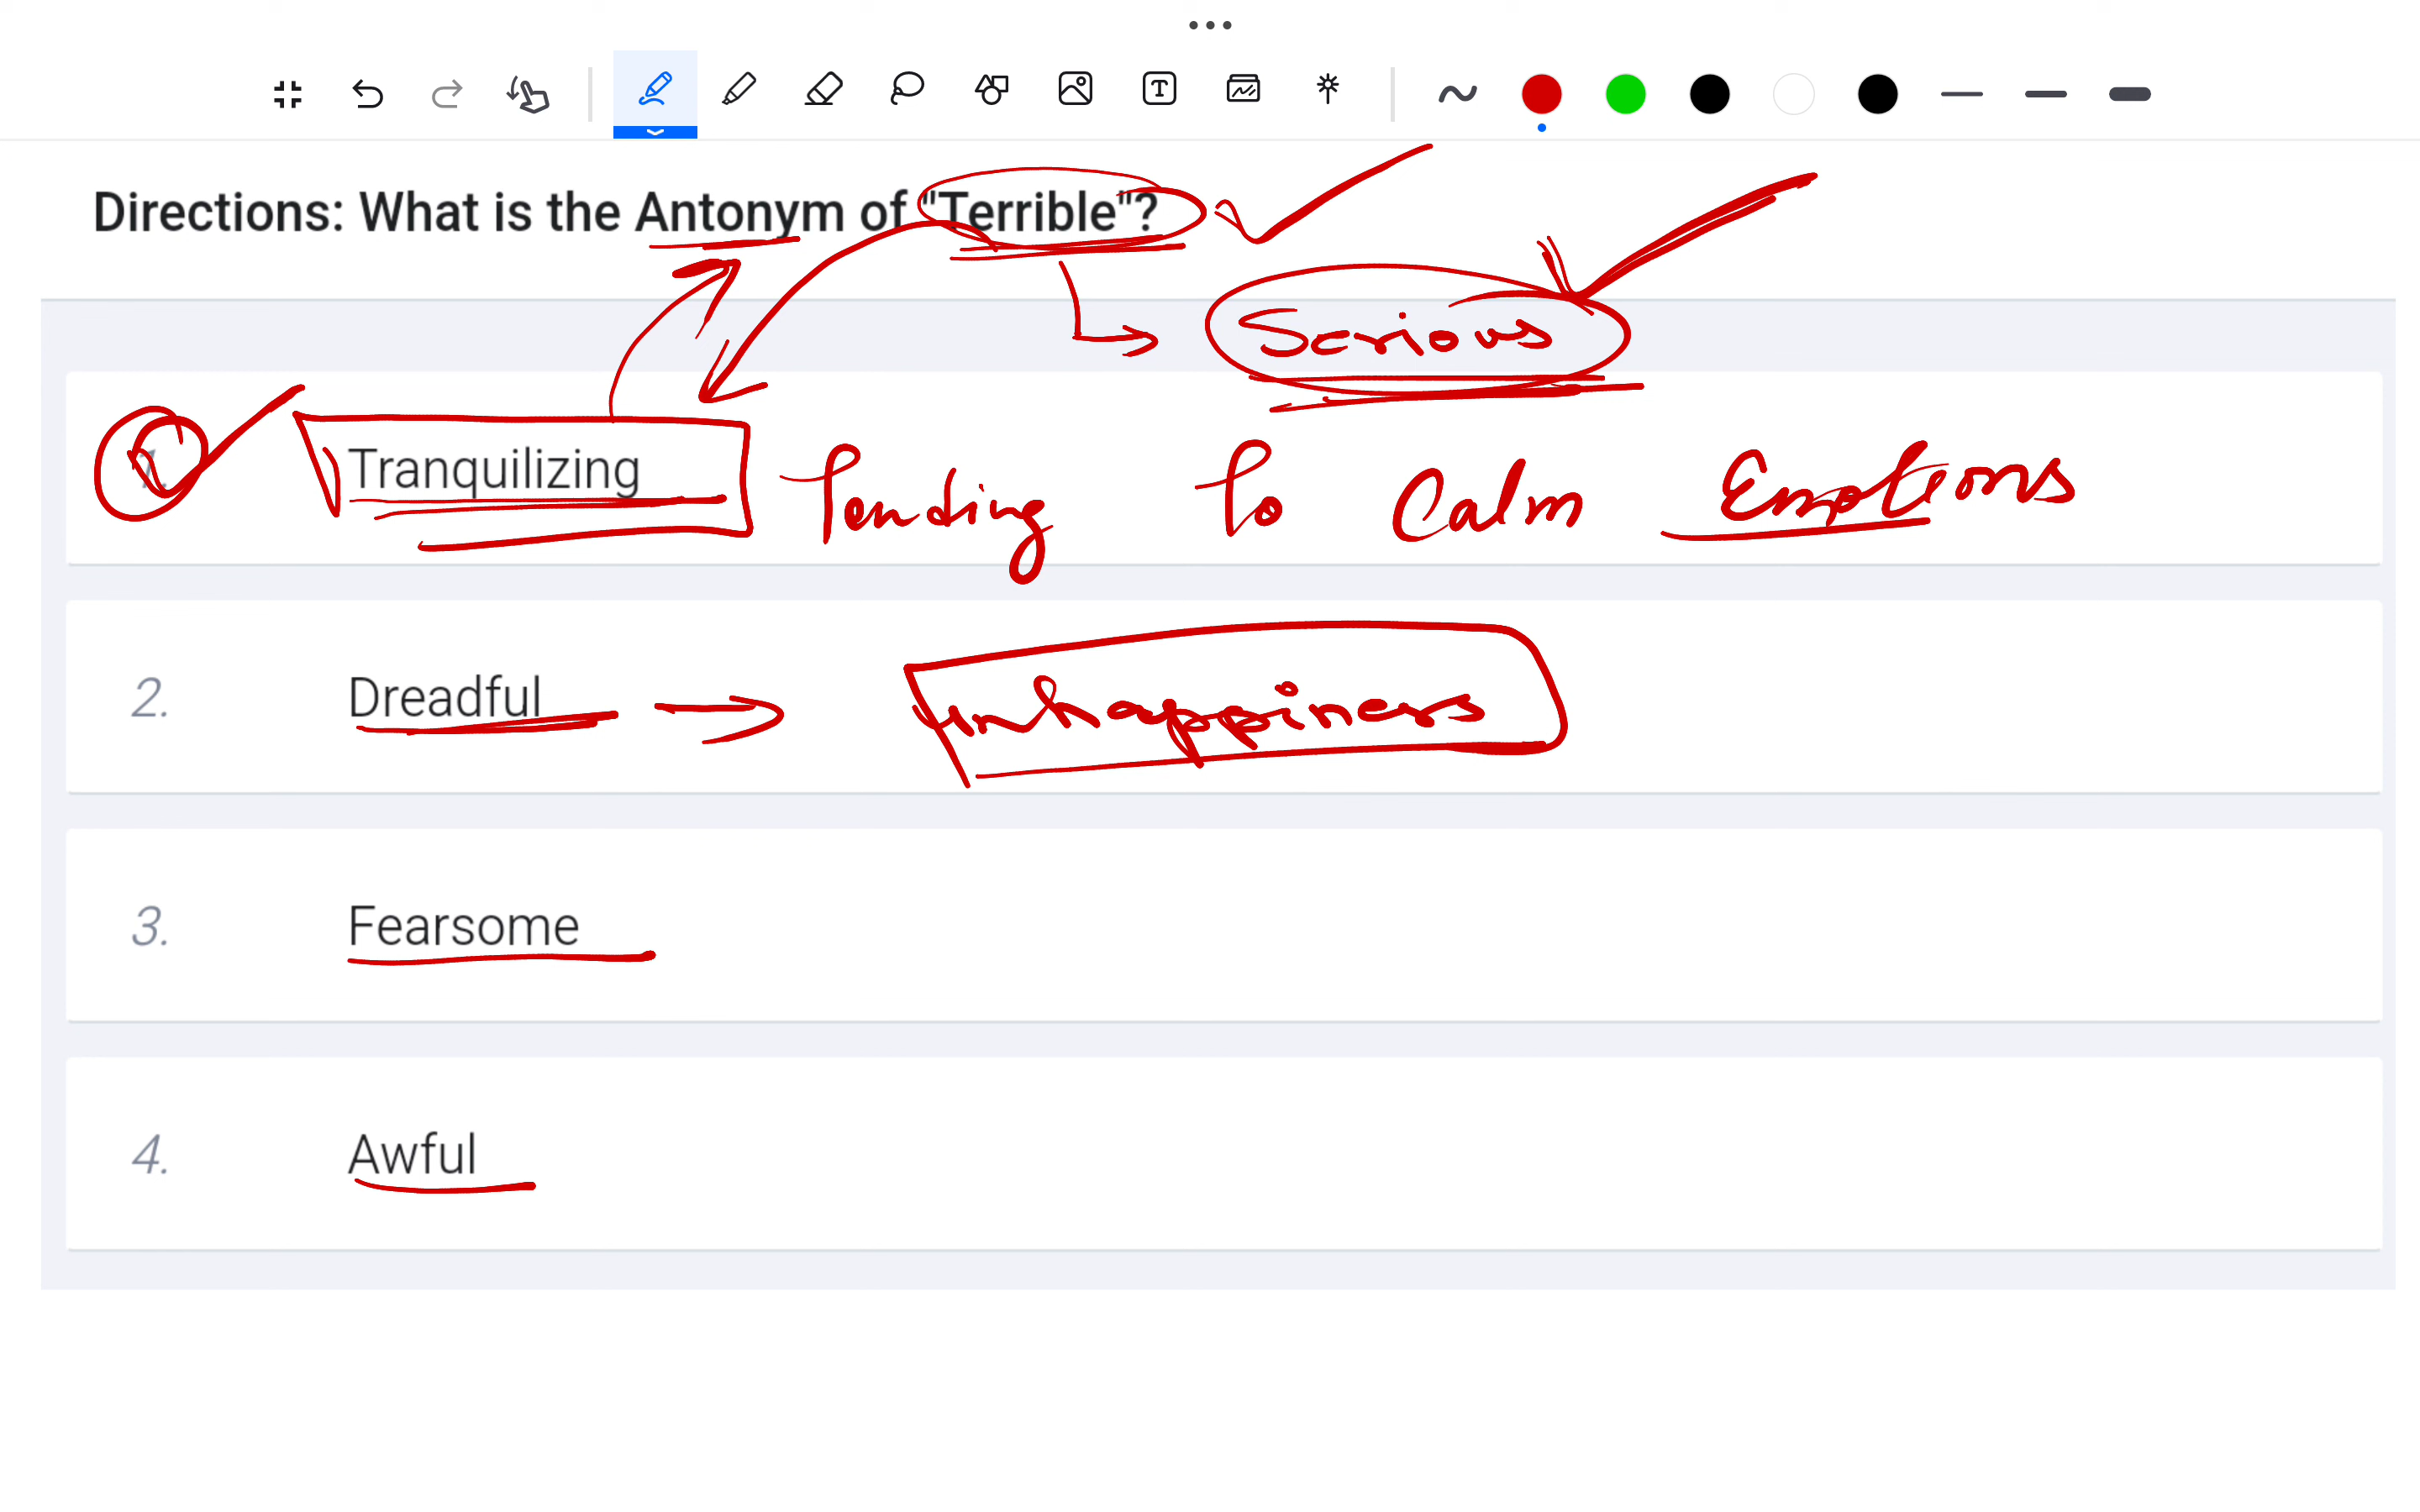 Directions: What is the Antonym of "Terrible"?
Serious
1. Tranquilizing Tending to Calm Emotions
2. Dreadful unhappiness
3. Fearsome
4. Awful